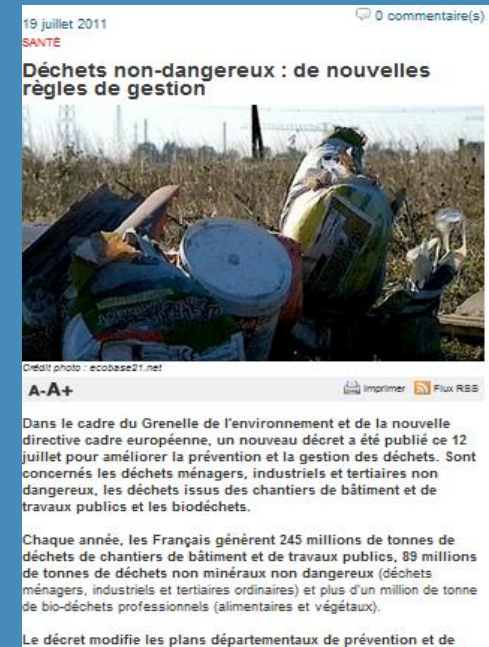 19 juillet 2011
0 commentaire(s)
SANTÉ
Déchets non-dangereux : de nouvelles
règles de gestion
Crédit photo : ecobase21.net
A-A+
Imprimer
Flux RSS
Dans le cadre du Grenelle de l'environnement et de la nouvelle
directive cadre européenne, un nouveau décret a été publié ce 12
juillet pour améliorer la prévention et la gestion des déchets. Sont
concernés les déchets ménagers, industriels et tertiaires non
dangereux, les déchets issus des chantiers de bâtiment et de
travaux publics et les biodéchets.
Chaque année, les Français génèrent 245 millions de tonnes de
déchets de chantiers de bâtiment et de travaux publics, 89 millions
de tonnes de déchets non minéraux non dangereux (déchets
ménagers, industriels et tertiaires ordinaires) et plus d'un million de tonne
de bio-déchets professionnels (alimentaires et végétaux).
Le décret modifie les plans départementaux de prévention et de